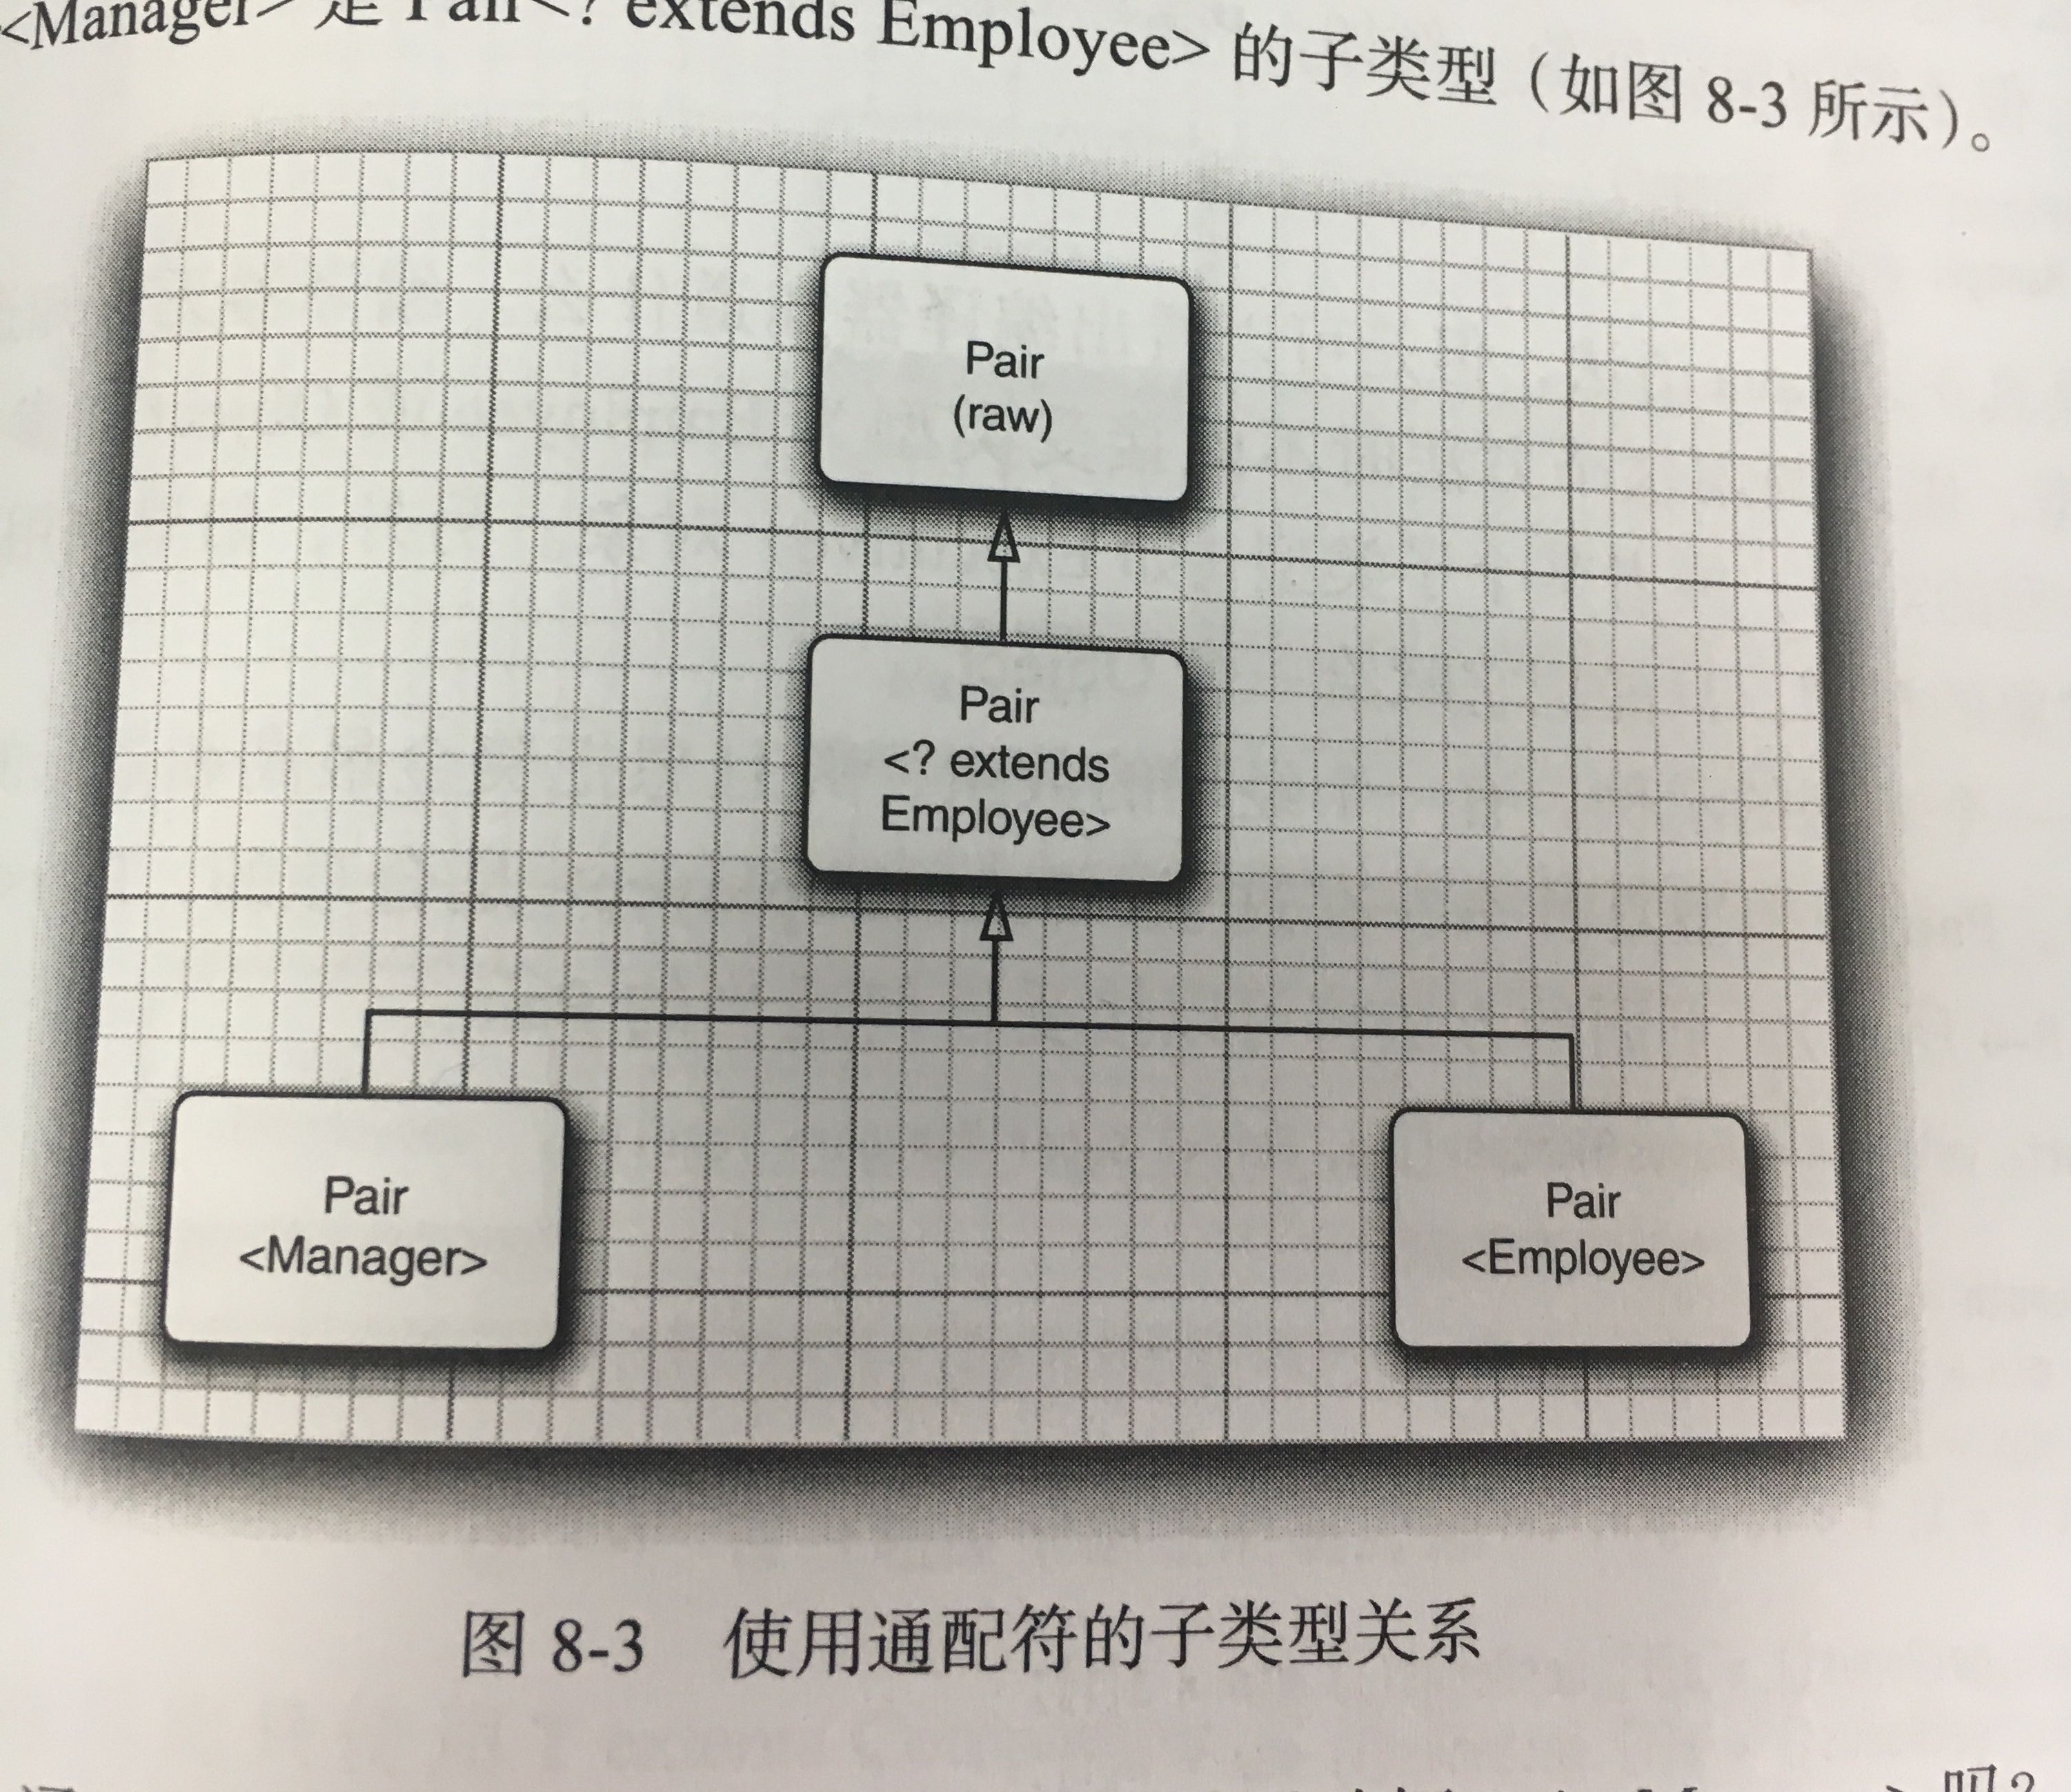 <Manager> 是 Pair<? extends Employee> 的子类型（如图 8-3 所示）。
Pair
(raw)
Pair
<? extends
Employee>
Pair
<Manager>
Pair
<Employee>
图 8-3 使用通配符的子类型关系
吗?